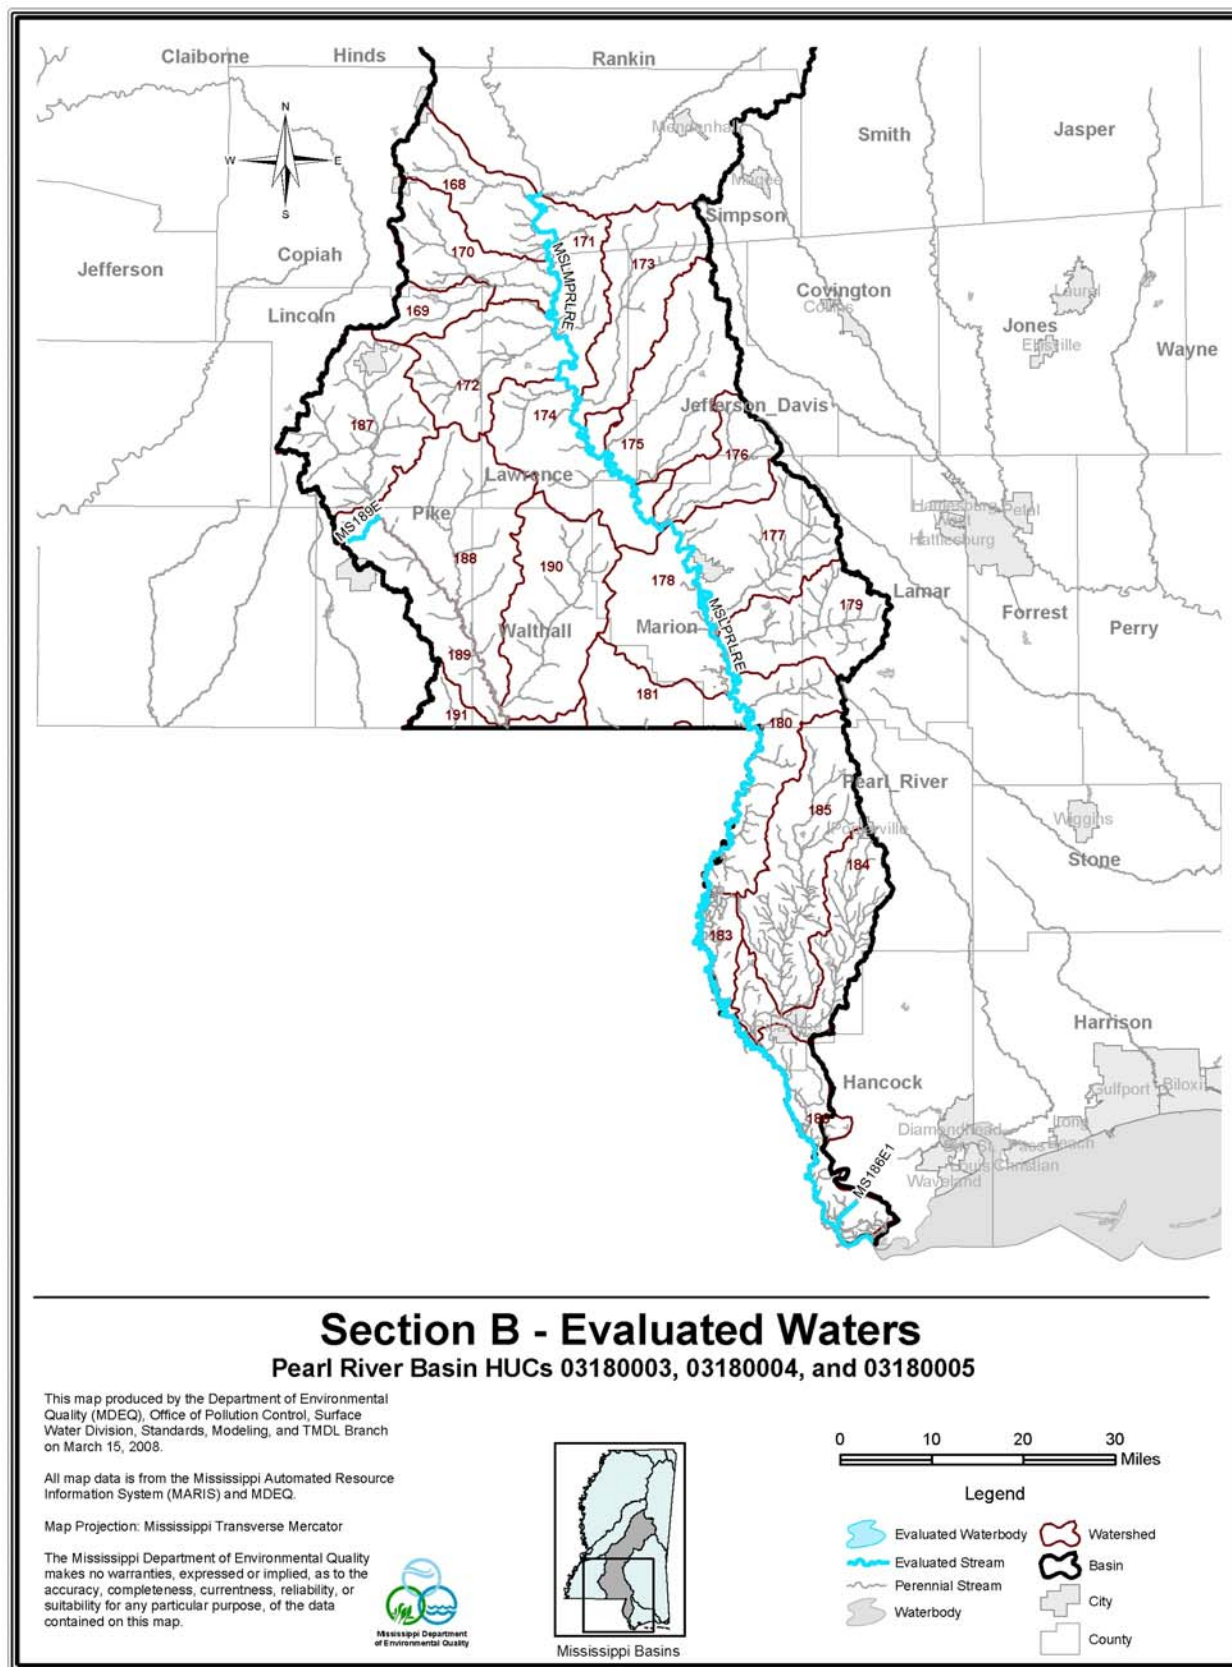 Claiborne
Hinds
Rankin
Mendenhall
Smith
Jasper
N
W
E
S
168
Magee
Simpson
Copiah
171
Jefferson
170
173
MSLMPRLRE
Covington
Collins
Laurel
169
Lincoln
Jones
Ellisville
Wayne
172
174
Jefferson_Davis
187
175
176
Lawrence
MS189E
Pike
Hattiesburg
West
Petal
Hattiesburg
177
188
190
178
Lamar
179
Forrest
Walthall
Marion
MSLPRLRE
Perry
189
181
191
180
Pearl_River
185
Poplarville
Wiggins
184
Stone
183
Picayune
Harrison
Hancock
Gulfport
Biloxi
Diamondhead
Long
Beach
Bay St.
Louis
Pass
Christian
Waveland
MS186E1
Section B - Evaluated Waters
Pearl River Basin HUCs 03180003, 03180004, and 03180005
This map produced by the Department of Environmental
Quality (MDEQ), Office of Pollution Control, Surface
Water Division, Standards, Modeling, and TMDL Branch
on March 15, 2008.
All map data is from the Mississippi Automated Resource
Information System (MARIS) and MDEQ.
Map Projection: Mississippi Transverse Mercator
The Mississippi Department of Environmental Quality
makes no warranties, expressed or implied, as to the
accuracy, completeness, currentness, reliability, or
suitability for any particular purpose, of the data
contained on this map.
Mississippi Department
of Environmental Quality
Mississippi Basins
0 10 20 30
Miles
Legend
Evaluated Waterbody
Evaluated Stream
Perennial Stream
Waterbody
Watershed
Basin
City
County